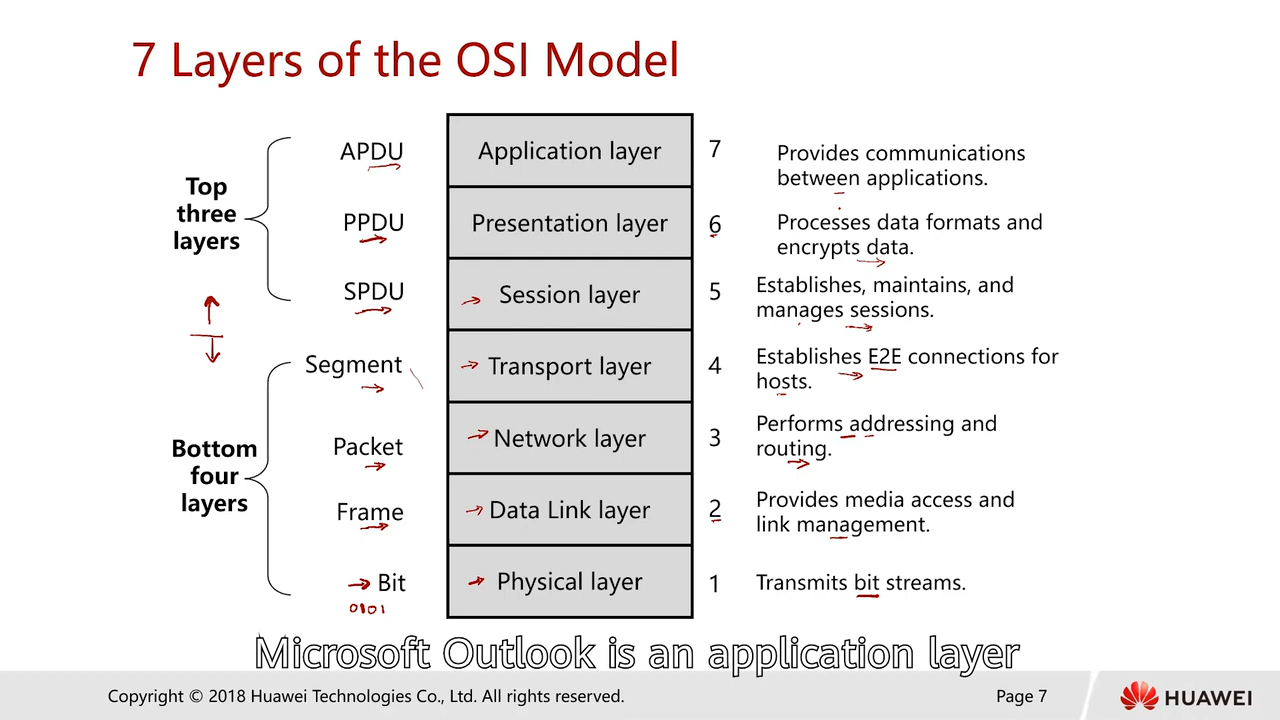 7 Layers of the OSI Model
Top
three
layers
APDU
Application layer
7
Provides communications
between applications.
PPDU
Presentation layer
6
Processes data formats and
encrypts data.
SPDU
Session layer
5
Establishes, maintains, and
manages sessions.
Bottom
four
layers
Segment
Transport layer
4
Establishes E2E connections for
hosts.
Packet
Network layer
3
Performs addressing and
routing.
Frame
Data Link layer
2
Provides media access and
link management.
Bit
0101
Physical layer
1
Transmits bit streams.
Microsoft Outlook is an application layer
Copyright © 2018 Huawei Technologies Co., Ltd. All rights reserved.
Page 7
HUAWEI